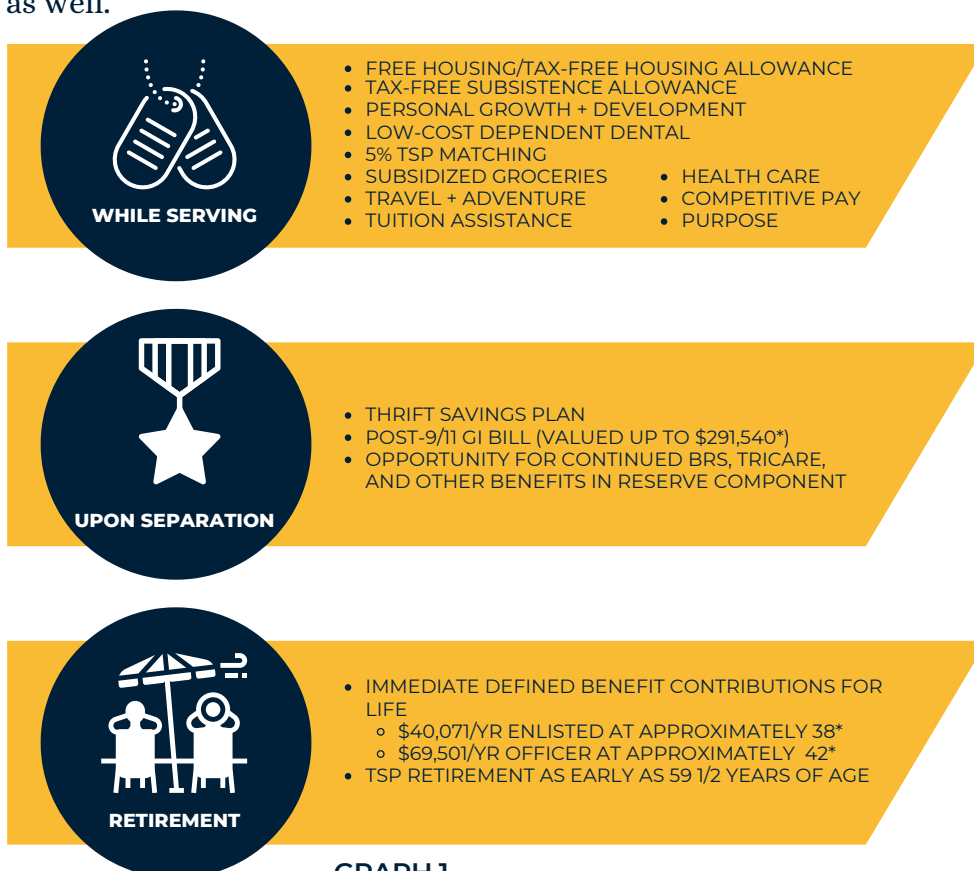 as well.
FREE HOUSING/TAX-FREE HOUSING ALLOWANCE
TAX-FREE SUBSISTENCE ALLOWANCE
PERSONAL GROWTH + DEVELOPMENT
LOW-COST DEPENDENT DENTAL
5% TSP MATCHING
SUBSIDIZED GROCERIES
TRAVEL + ADVENTURE
TUITION ASSISTANCE
HEALTH CARE
COMPETITIVE PAY
PURPOSE
WHILE SERVING
THRIFT SAVINGS PLAN
POST-9/11 GI BILL (VALUED UP TO $291,540*)
OPPORTUNITY FOR CONTINUED BRS, TRICARE,
AND OTHER BENEFITS IN RESERVE COMPONENT
UPON SEPARATION
IMMEDIATE DEFINED BENEFIT CONTRIBUTIONS FOR
LIFE
$40,071/YR ENLISTED AT APPROXIMATELY 38*
$69,501/YR OFFICER AT APPROXIMATELY 42*
TSP RETIREMENT AS EARLY AS 59 1/2 YEARS OF AGE
RETIREMENT
GRAPH 1